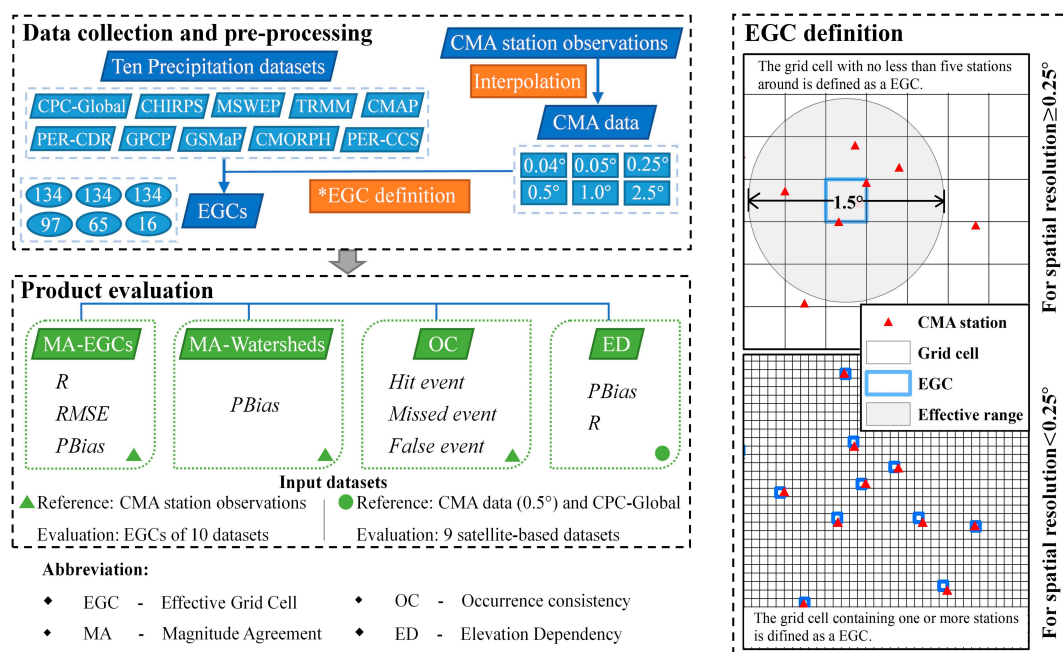 Data collection and pre-processing
Ten Precipitation datasets
CMA station observations
Interpolation
CPC-Global CHIRPS MSWEP TRMM CMAP
PER-CDR GPCP GSMaP CMORPH PER-CCS
CMA data
0.04° 0.05° 0.25°
0.5° 1.0° 2.5°
134 134 134
97 65 16
EGCs
*EGC definition
Product evaluation
MA-EGCs
R
RMSE
PBias
MA-Watersheds
PBias
OC
Hit event
Missed event
False event
ED
PBias
R
Input datasets
Reference: CMA station observations
Evaluation: EGCs of 10 datasets
Reference: CMA data (0.5°) and CPC-Global
Evaluation: 9 satellite-based datasets
Abbreviation:
EGC - Effective Grid Cell
MA - Magnitude Agreement
OC - Occurrence consistency
ED - Elevation Dependency
EGC definition
The grid cell with no less than five stations
around is defined as a EGC.
1.5°
For spatial resolution≥0.25°
CMA station
Grid cell
EGC
Effective range
The grid cell containing one or more stations
is difined as a EGC.
For spatial resolution<0.25°